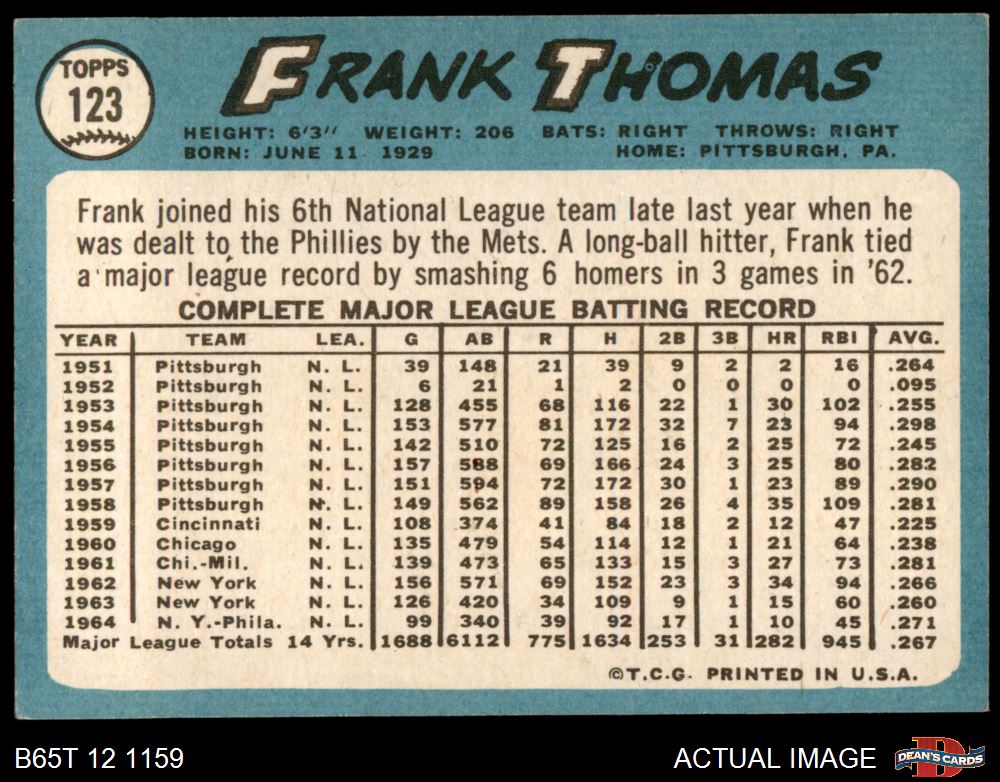 TOPPS
123
FRANK THOMAS
HEIGHT: 6'3" WEIGHT: 206 BATS: RIGHT THROWS: RIGHT
BORN: JUNE 11 1929 HOME: PITTSBURGH, PA.
Frank joined his 6th National League team late last year when he
was dealt to the Phillies by the Mets. A long-ball hitter, Frank tied
a major league record by smashing 6 homers in 3 games in '62.
COMPLETE MAJOR LEAGUE BATTING RECORD
YEAR TEAM LEA. G AB R H 2B 3B HR RBI AVG.
1951 Pittsburgh N. L. 39 148 21 39 9 2 2 16 .264
1952 Pittsburgh N. L. 6 21 1 2 0 0 0 0 .095
1953 Pittsburgh N. L. 128 455 68 116 22 1 30 102 .255
1954 Pittsburgh N. L. 153 577 81 172 32 7 23 94 .298
1955 Pittsburgh N. L. 142 510 72 125 16 2 25 72 .245
1956 Pittsburgh N. L. 157 588 69 166 24 3 25 80 .282
1957 Pittsburgh N. L. 151 594 72 172 30 1 23 89 .290
1958 Pittsburgh N. L. 149 562 89 158 26 4 35 109 .281
1959 Cincinnati N. L. 108 374 41 84 18 2 12 47 .225
1960 Chicago N. L. 135 479 54 114 12 1 21 64 .238
1961 Chi.-Mil. N. L. 139 473 65 133 15 3 27 73 .281
1962 New York N. L. 156 571 69 152 23 3 34 94 .266
1963 New York N. L. 126 420 34 109 9 1 15 60 .260
1964 N. Y.-Phila. N. L. 99 340 39 92 17 1 10 45 .271
Major League Totals 14 Yrs. 1688 6112 775 1634 253 31 282 945 .267
©T.C.G. PRINTED IN U.S.A.
B65T 12 1159 ACTUAL IMAGE DEAN'S CARDS